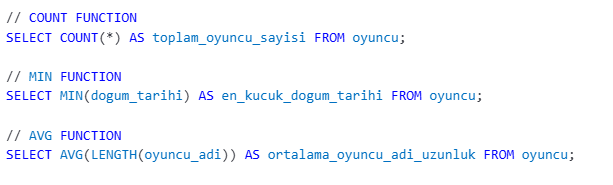 // COUNT FUNCTION
SELECT COUNT(*) AS toplam_oyuncu_sayisi FROM oyuncu;
// MIN FUNCTION
SELECT MIN(dogum_tarihi) AS en_kucuk_dogum_tarihi FROM oyuncu;
// AVG FUNCTION
SELECT AVG(LENGTH(oyuncu_adi)) AS ortalama_oyuncu_adi_uzunluk FROM oyuncu;